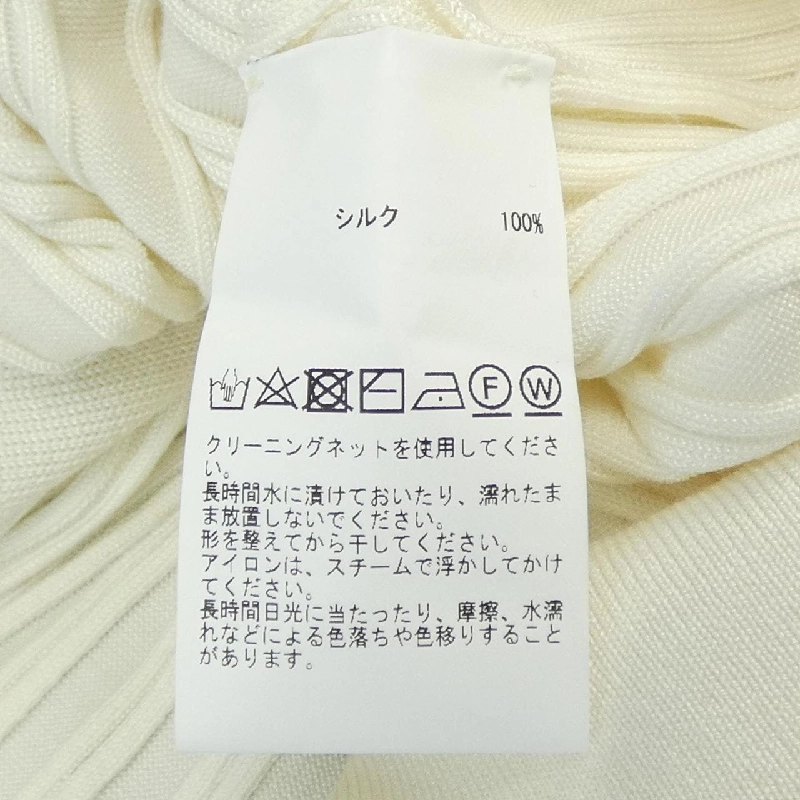 シルク 100%
F W
クリーニングネットを使用してくださ
い。
長時間水に漬けておいたり、濡れたま
ま放置しないでください。
形を整えてから干してください。
アイロンは、スチームで浮かしてかけ
てください。
長時間日光に当たったり、摩擦、水濡
れなどによる色落ちや色移りすること
があります。